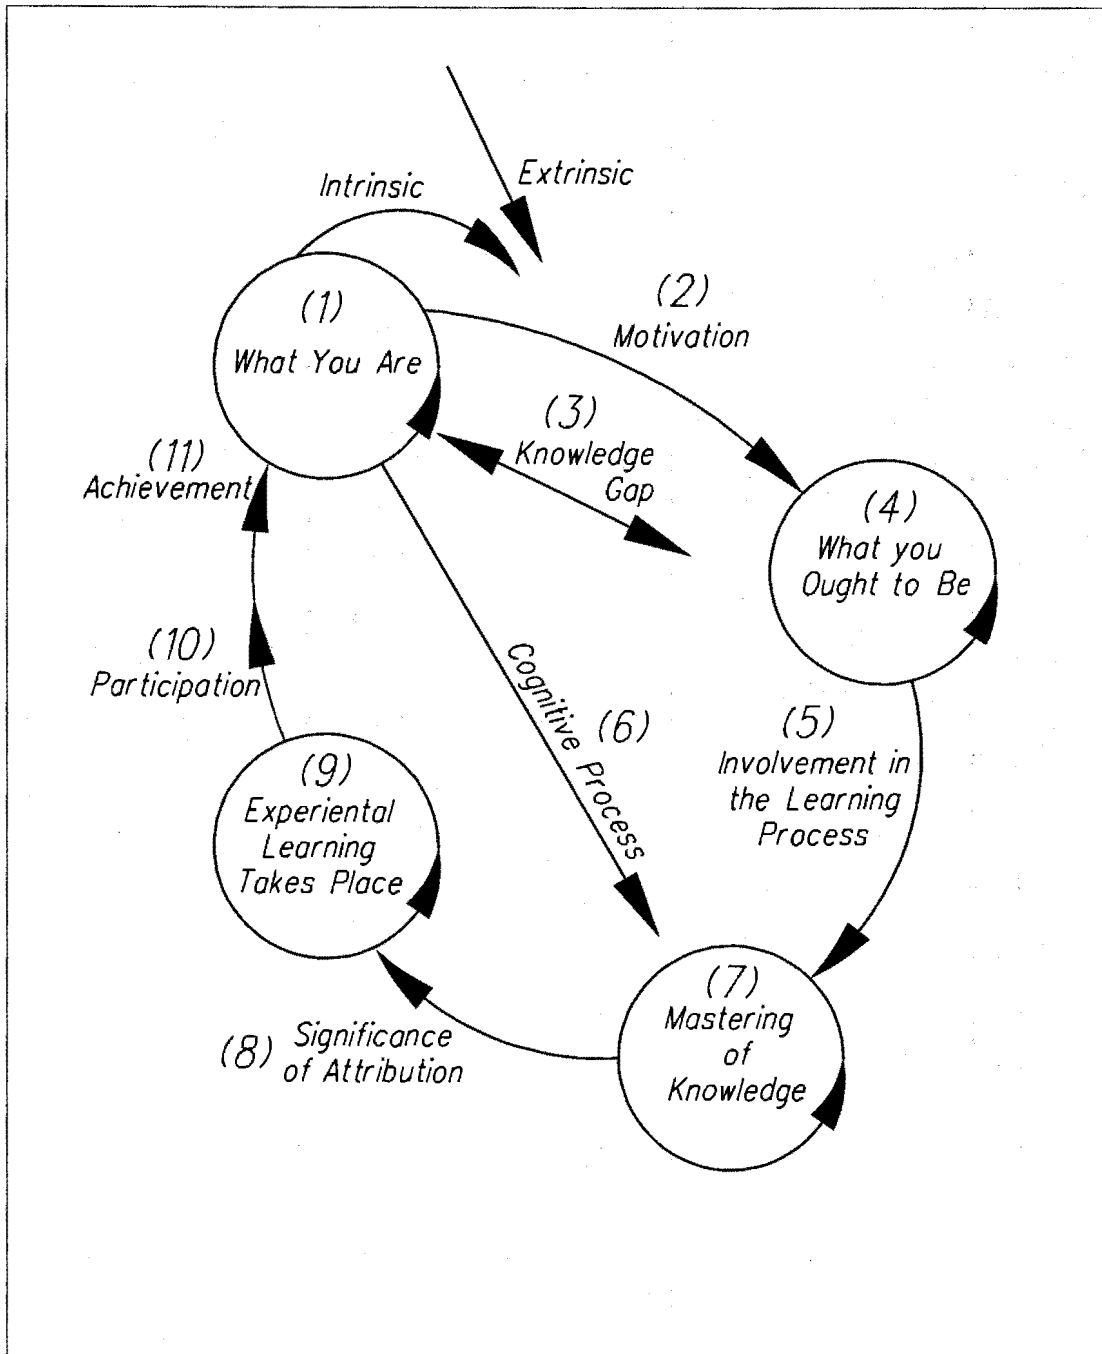 Intrinsic
Extrinsic
(1)
What You Are
(2)
Motivation
(3)
Knowledge
Gap
(4)
What you
Ought to Be
(5)
Involvement in
the Learning
Process
(6)
Cognitive Process
(7)
Mastering
of
Knowledge
(8)
Significance
of Attribution
(9)
Experiental
Learning
Takes Place
(10)
Participation
(11)
Achievement